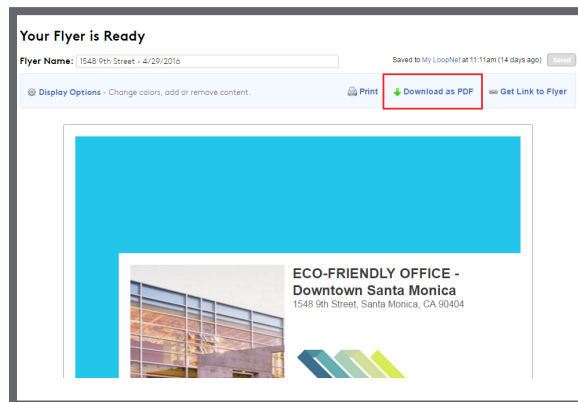 Your Flyer is Ready
Flyer Name: 1548 9th Street - 4/29/2016 Saved to My LoopNet at 11:11am (14 days ago) Saved
Display Options - Change colors, add or remove content. Print Download as PDF Get Link to Flyer
ECO-FRIENDLY OFFICE -
Downtown Santa Monica
1548 9th Street, Santa Monica, CA 90404